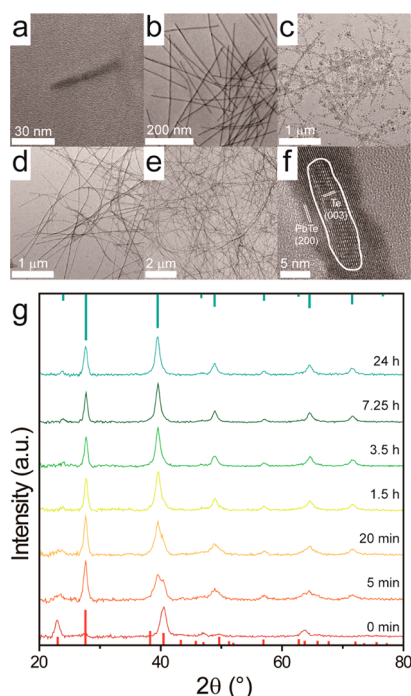 a
b
c
30 nm
200 nm
1 µm
d
e
f
Te
{003}
PbTe
{200}
1 µm
2 µm
5 nm
g
24 h
7.25 h
3.5 h
1.5 h
20 min
5 min
0 min
Intensity (a.u.)
20 40 60 80
2θ (°)